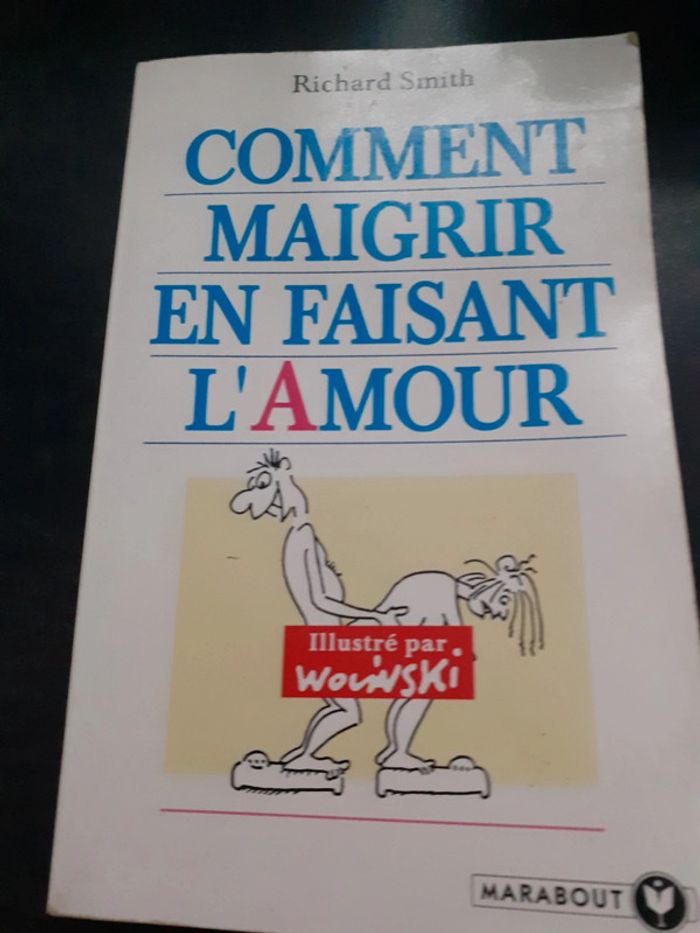 Richard Smith
COMMENT
MAIGRIR
EN FAISANT
L'AMOUR
Illustré par
WOLINSKI
MARABOUT